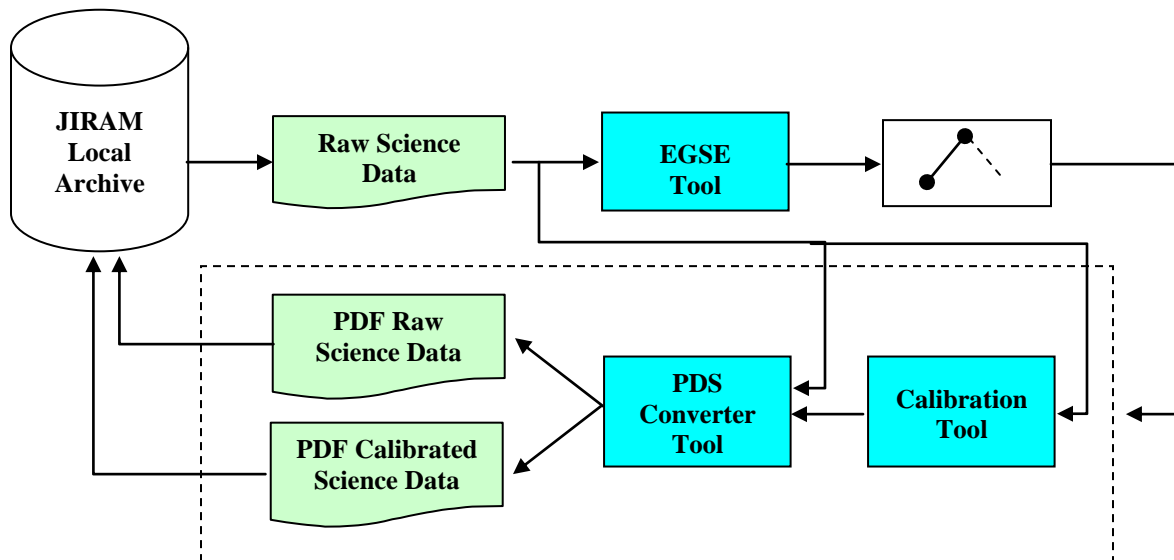 JIRAM
Local
Archive
Raw Science
Data
EGSE
Tool
PDF Raw
Science Data
PDS
Converter
Tool
Calibration
Tool
PDF Calibrated
Science Data